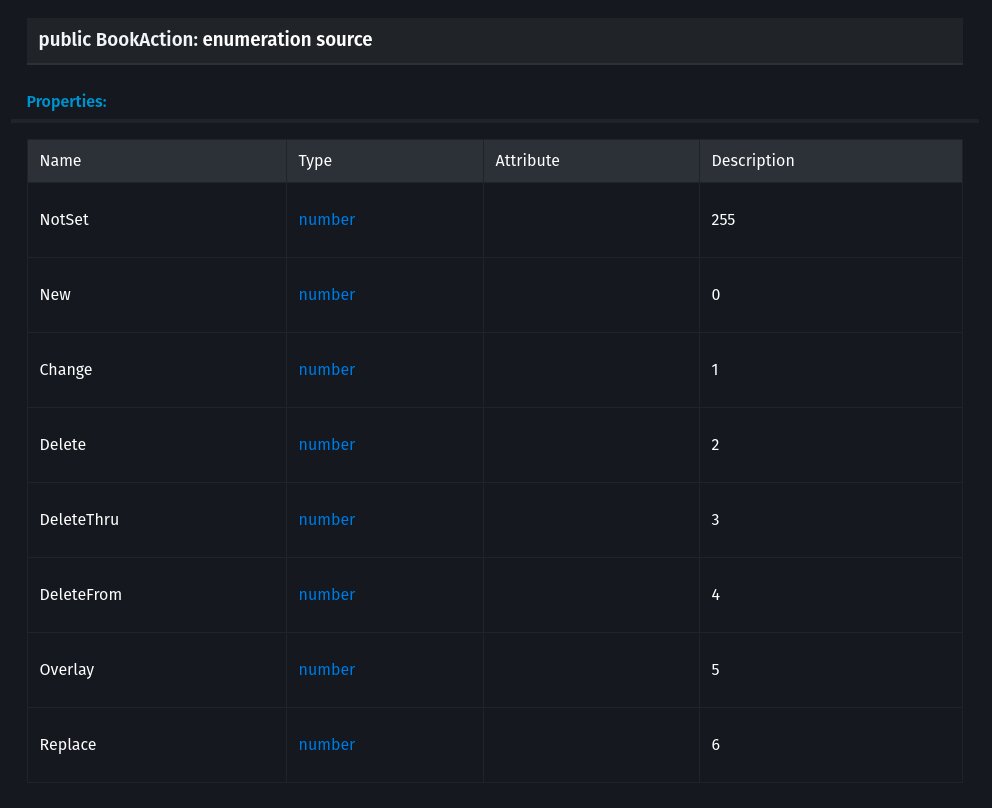 public BookAction: enumeration source
Properties:
Name Type Attribute Description
NotSet number 255
New number 0
Change number 1
Delete number 2
DeleteThru number 3
DeleteFrom number 4
Overlay number 5
Replace number 6